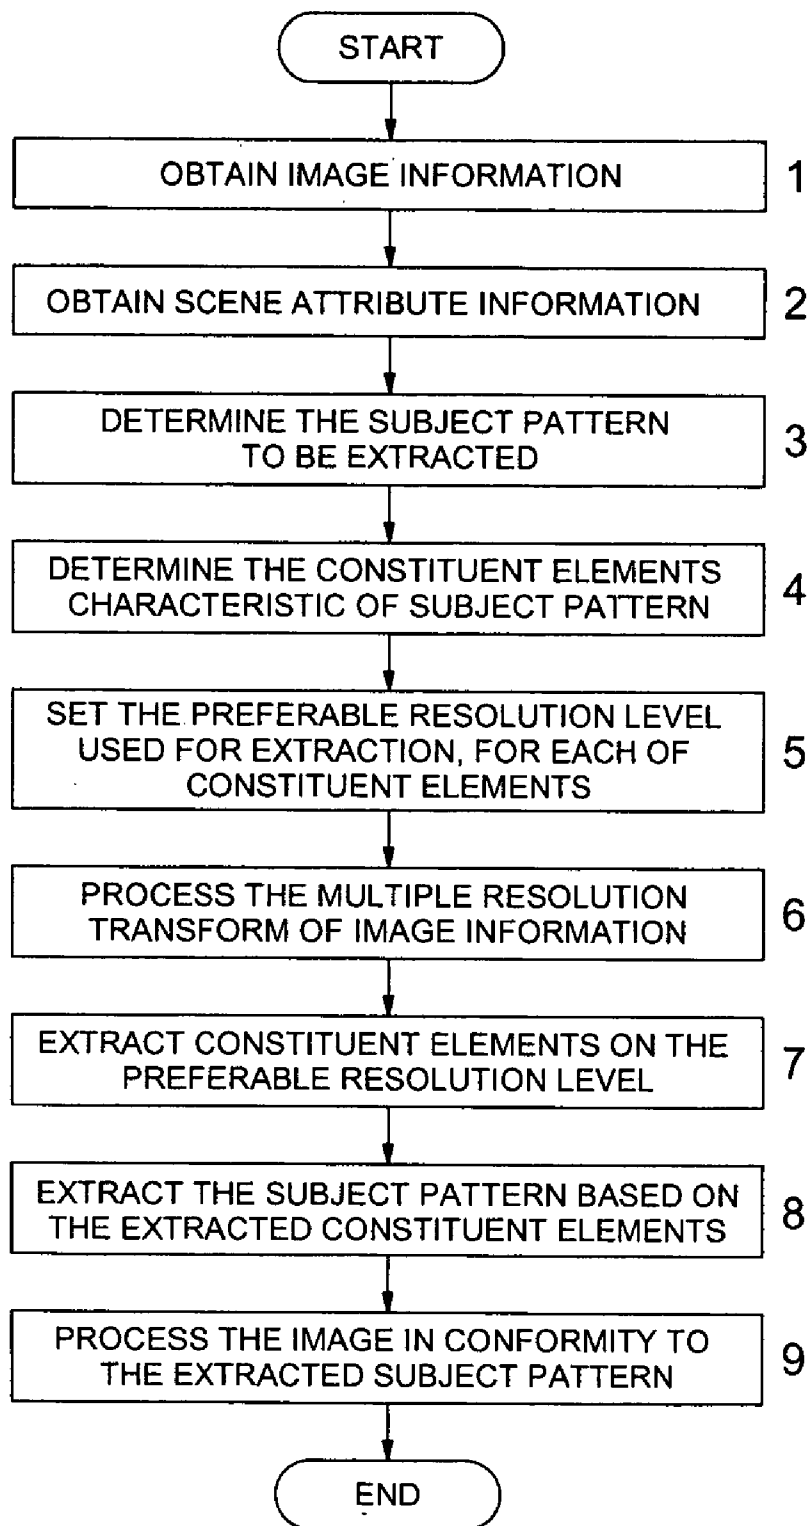 START
OBTAIN IMAGE INFORMATION
1
OBTAIN SCENE ATTRIBUTE INFORMATION
2
DETERMINE THE SUBJECT PATTERN
TO BE EXTRACTED
3
DETERMINE THE CONSTITUENT ELEMENTS
CHARACTERISTIC OF SUBJECT PATTERN
4
SET THE PREFERABLE RESOLUTION LEVEL
USED FOR EXTRACTION, FOR EACH OF
CONSTITUENT ELEMENTS
5
PROCESS THE MULTIPLE RESOLUTION
TRANSFORM OF IMAGE INFORMATION
6
EXTRACT CONSTITUENT ELEMENTS ON THE
PREFERABLE RESOLUTION LEVEL
7
EXTRACT THE SUBJECT PATTERN BASED ON
THE EXTRACTED CONSTITUENT ELEMENTS
8
PROCESS THE IMAGE IN CONFORMITY TO
THE EXTRACTED SUBJECT PATTERN
9
END